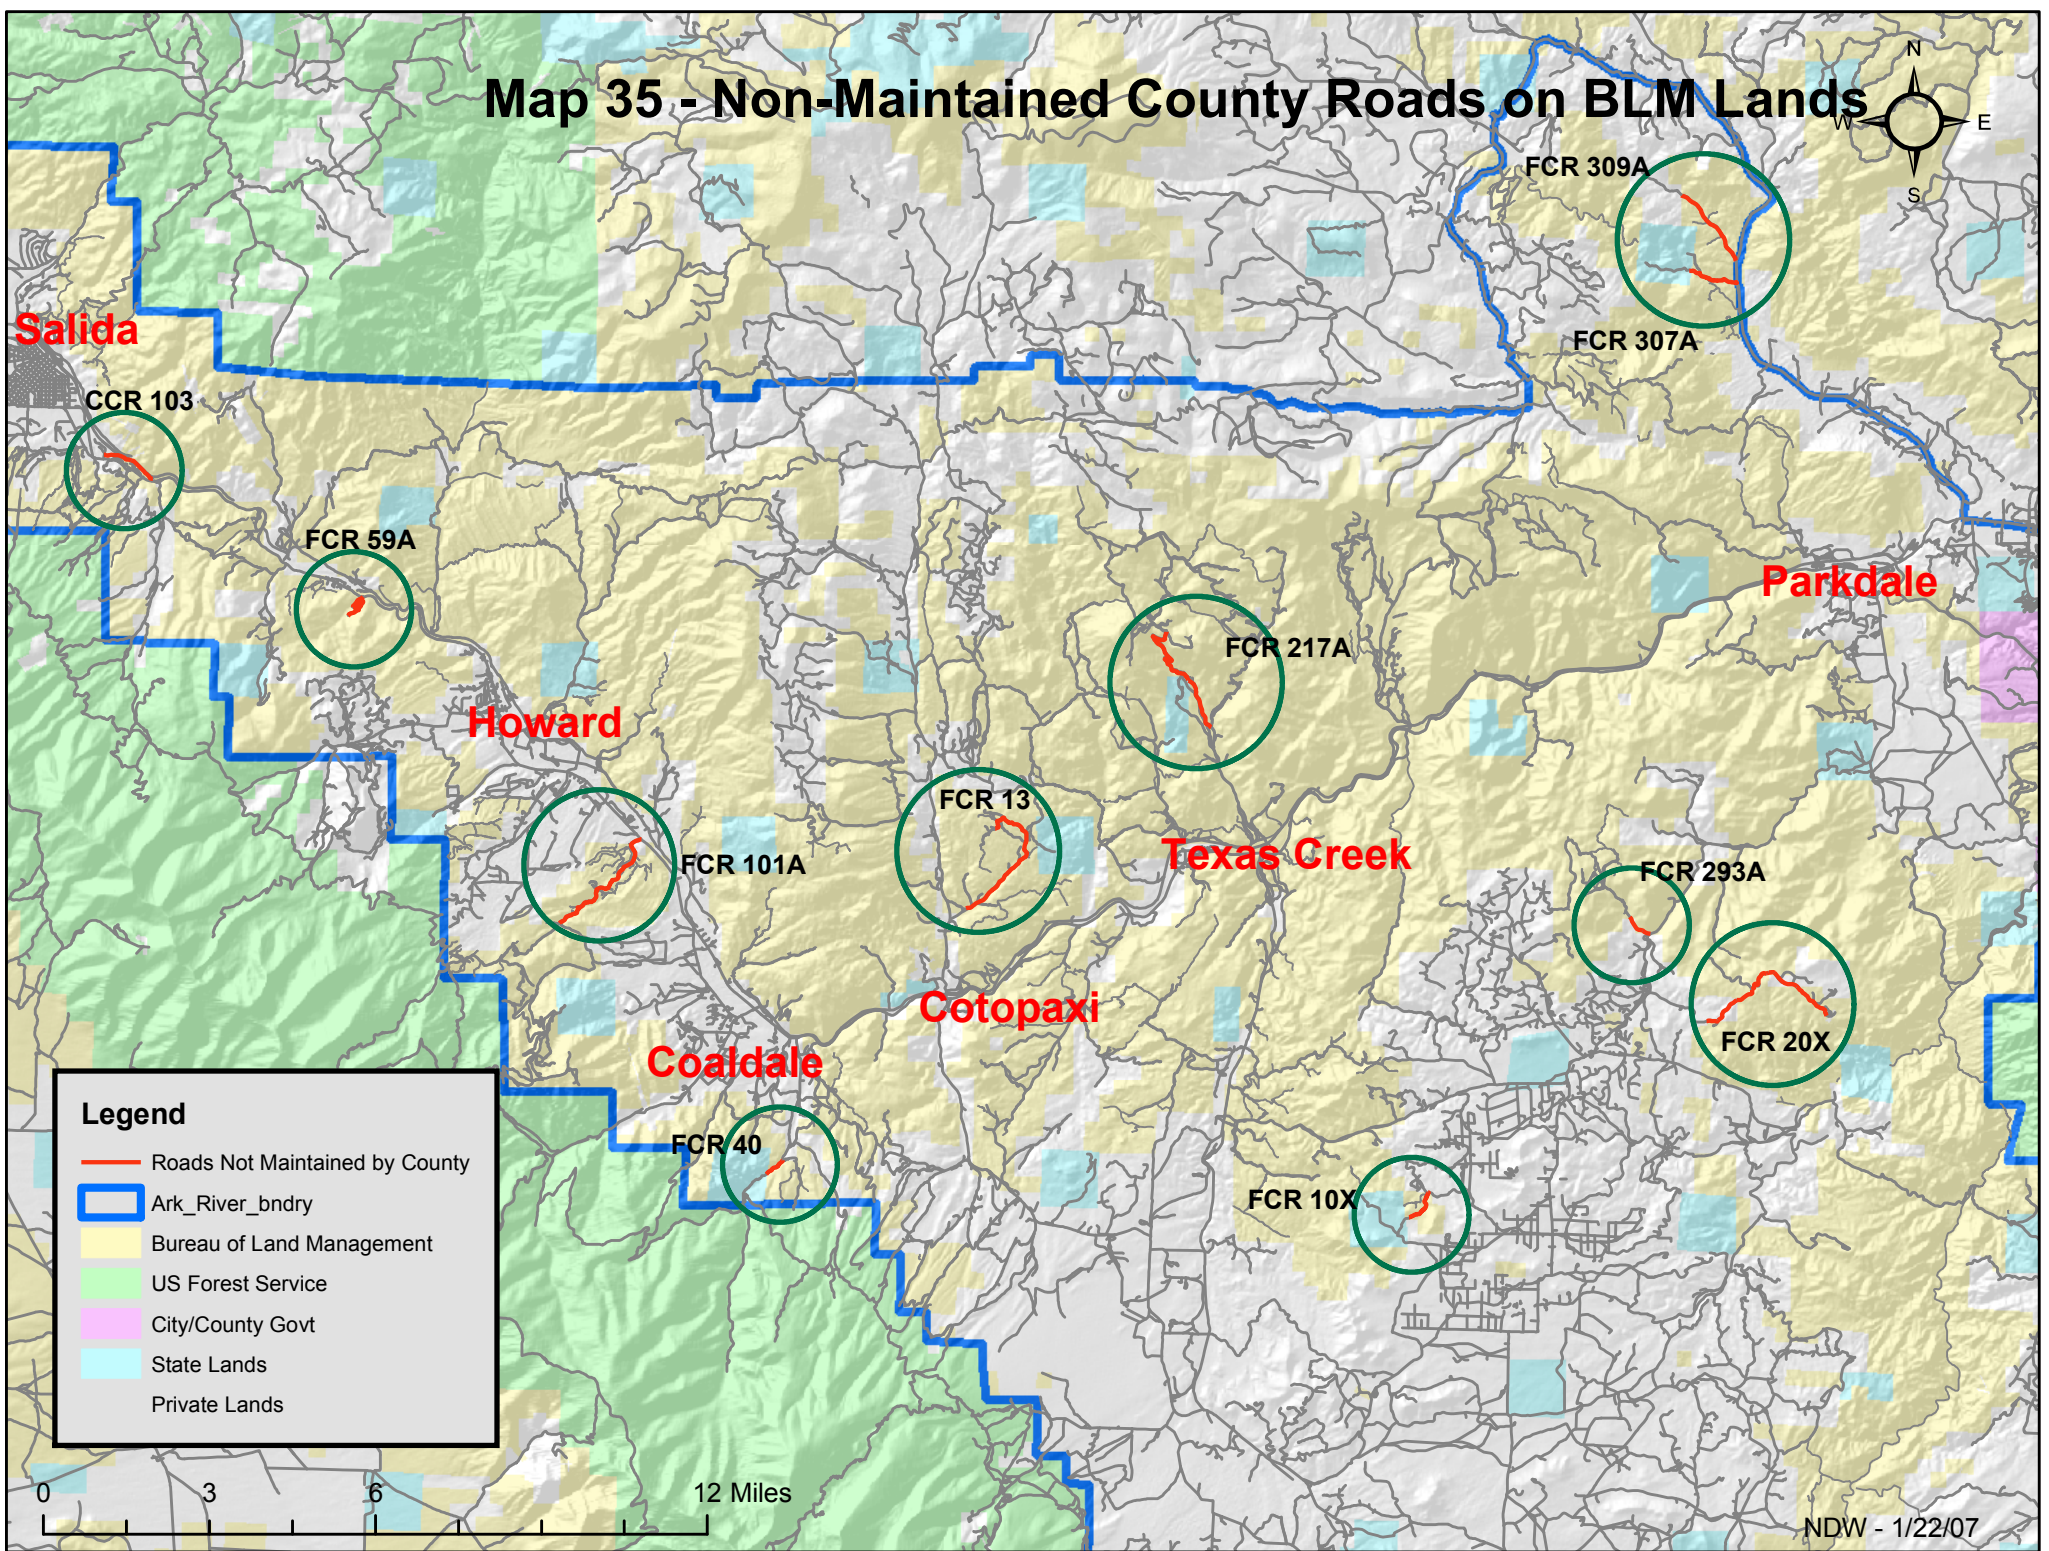 Map 35 - Non-Maintained County Roads on BLM Lands
N
W
E
S
FCR 309A
FCR 307A
Salida
CCR 103
FCR 59A
Parkdale
FCR 217A
Howard
FCR 13
FCR 101A
Texas Creek
FCR 293A
Cotopaxi
FCR 20X
Coaldale
FCR 40
FCR 10X
Legend
Roads Not Maintained by County
Ark_River_bndry
Bureau of Land Management
US Forest Service
City/County Govt
State Lands
Private Lands
0 3 6 12 Miles
NDW - 1/22/07